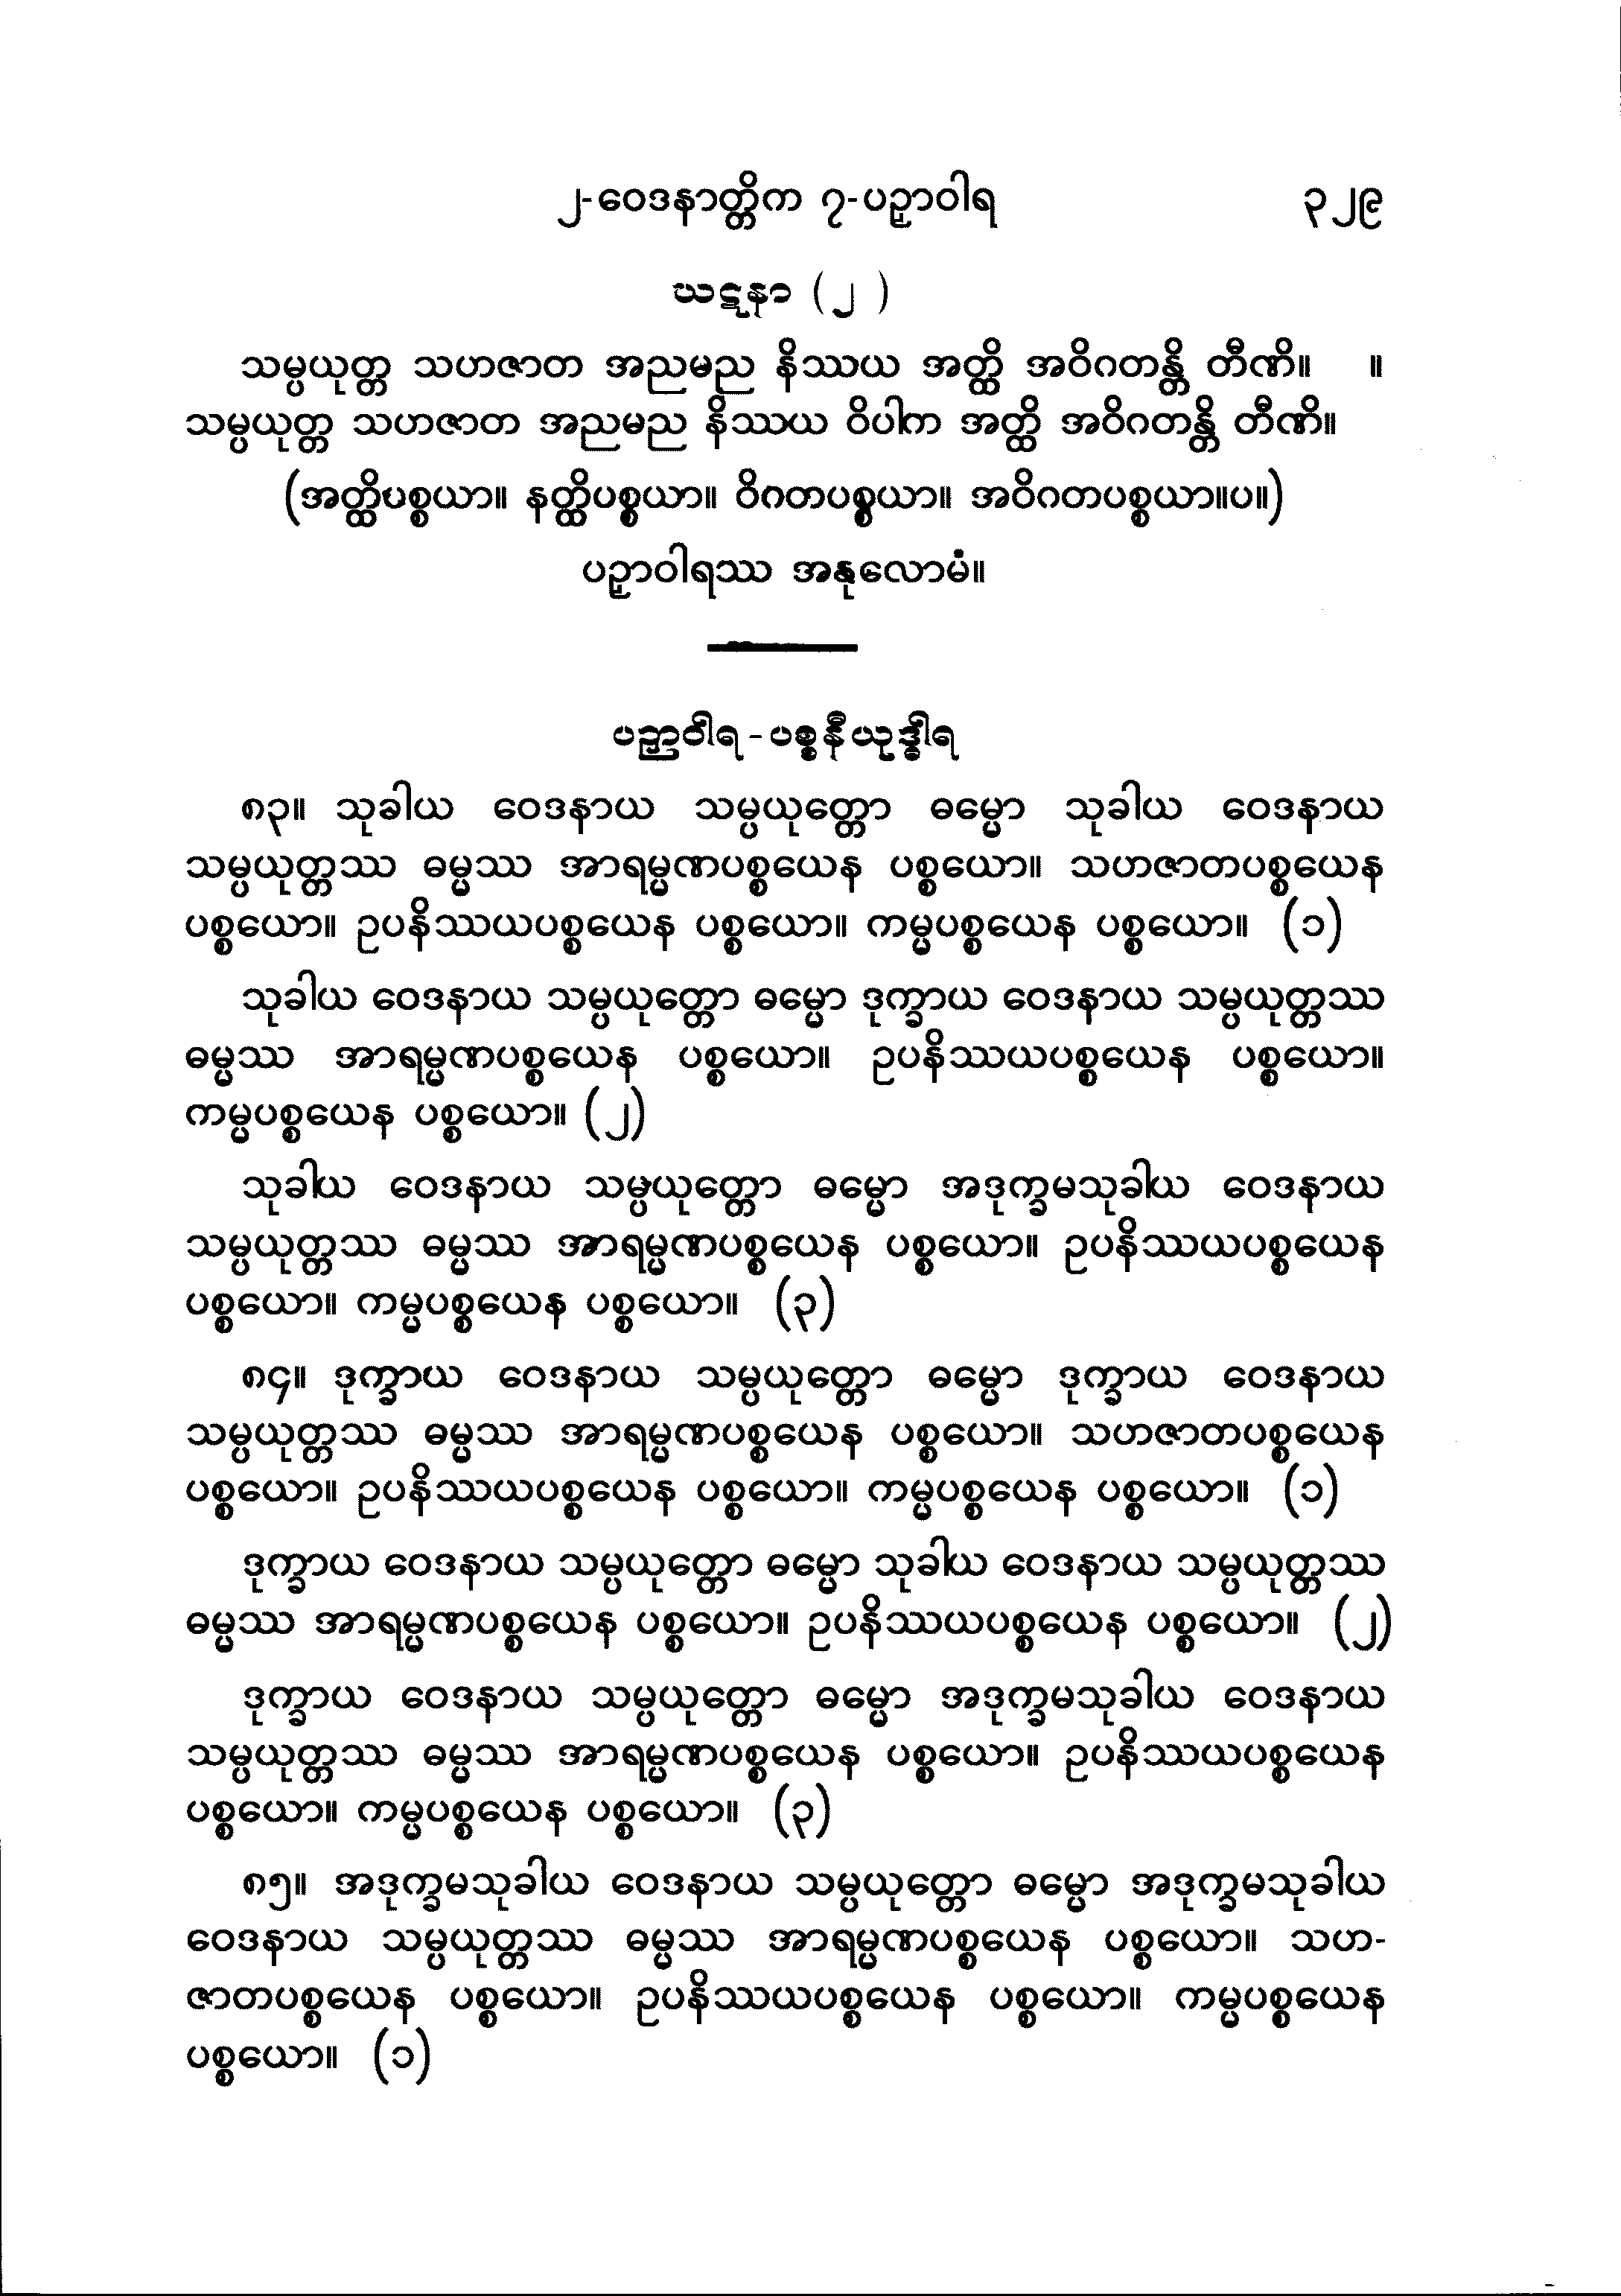 ၂-ဝေဒနာတ္တိက ၇-ပဉှာဝါရ ၃၂၉
ဃဋနာ (၂ )
သမ္ပယုတ္တ သဟဇာတ အညမည နိဿယ အတ္ထိ အဝိဂတန္တိ တီဏိ။ ။
သမ္ပယုတ္တ သဟဇာတ အညမည နိဿယ ဝိပါက အတ္ထိ အဝိဂတန္တိ တီဏိ။
(အတ္ထိပစ္စယာ။ နတ္ထိပစ္စယာ။ ဝိဂတပစ္စယာ။ အဝိဂတပစ္စယာ။ပ။)
ပဉှာဝါရဿ အနုလောမံ။
ပဉှာဝါရ-ပစ္စနီယုဒ္ဓါရ
၈၃။ သုခါယ ဝေဒနာယ သမ္ပယုတ္တော ဓမ္မော သုခါယ ဝေဒနာယ
သမ္ပယုတ္တဿ ဓမ္မဿ အာရမ္မဏပစ္စယေန ပစ္စယော။ သဟဇာတပစ္စယေန
ပစ္စယော။ ဥပနိဿယပစ္စယေန ပစ္စယော။ ကမ္မပစ္စယေန ပစ္စယော။ (၁)
သုခါယ ဝေဒနာယ သမ္ပယုတ္တော ဓမ္မော ဒုက္ခာယ ဝေဒနာယ သမ္ပယုတ္တဿ
ဓမ္မဿ အာရမ္မဏပစ္စယေန ပစ္စယော။ ဥပနိဿယပစ္စယေန ပစ္စယော။
ကမ္မပစ္စယေန ပစ္စယော။ (၂)
သုခါယ ဝေဒနာယ သမ္ပယုတ္တော ဓမ္မော အဒုက္ခမသုခါယ ဝေဒနာယ
သမ္ပယုတ္တဿ ဓမ္မဿ အာရမ္မဏပစ္စယေန ပစ္စယော။ ဥပနိဿယပစ္စယေန
ပစ္စယော။ ကမ္မပစ္စယေန ပစ္စယော။ (၃)
၈၄။ ဒုက္ခာယ ဝေဒနာယ သမ္ပယုတ္တော ဓမ္မော ဒုက္ခာယ ဝေဒနာယ
သမ္ပယုတ္တဿ ဓမ္မဿ အာရမ္မဏပစ္စယေန ပစ္စယော။ သဟဇာတပစ္စယေန
ပစ္စယော။ ဥပနိဿယပစ္စယေန ပစ္စယော။ ကမ္မပစ္စယေန ပစ္စယော။ (၁)
ဒုက္ခာယ ဝေဒနာယ သမ္ပယုတ္တော ဓမ္မော သုခါယ ဝေဒနာယ သမ္ပယုတ္တဿ
ဓမ္မဿ အာရမ္မဏပစ္စယေန ပစ္စယော။ ဥပနိဿယပစ္စယေန ပစ္စယော။ (၂)
ဒုက္ခာယ ဝေဒနာယ သမ္ပယုတ္တော ဓမ္မော အဒုက္ခမသုခါယ ဝေဒနာယ
သမ္ပယုတ္တဿ ဓမ္မဿ အာရမ္မဏပစ္စယေန ပစ္စယော။ ဥပနိဿယပစ္စယေန
ပစ္စယော။ ကမ္မပစ္စယေန ပစ္စယော။ (၃)
၈၅။ အဒုက္ခမသုခါယ ဝေဒနာယ သမ္ပယုတ္တော ဓမ္မော အဒုက္ခမသုခါယ
ဝေဒနာယ သမ္ပယုတ္တဿ ဓမ္မဿ အာရမ္မဏပစ္စယေန ပစ္စယော။ သဟ-
ဇာတပစ္စယေန ပစ္စယော။ ဥပနိဿယပစ္စယေန ပစ္စယော။ ကမ္မပစ္စယေန
ပစ္စယော။ (၁)